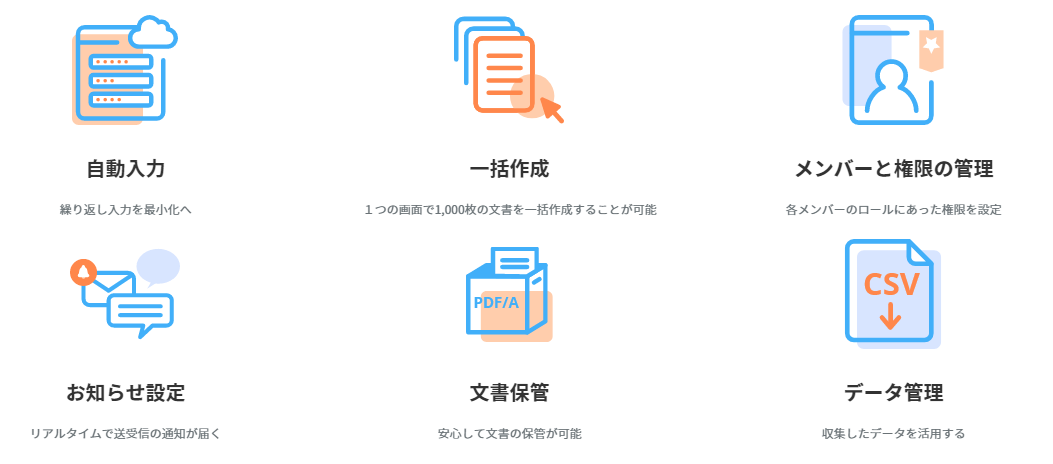 自動入力
繰り返し入力を最小化へ
一括作成
１つの画面で1,000枚の文書を一括作成することが可能
メンバーと権限の管理
各メンバーのロールにあった権限を設定
お知らせ設定
リアルタイムで送受信の通知が届く
PDF/A
文書保管
安心して文書の保管が可能
CSV
データ管理
収集したデータを活用する